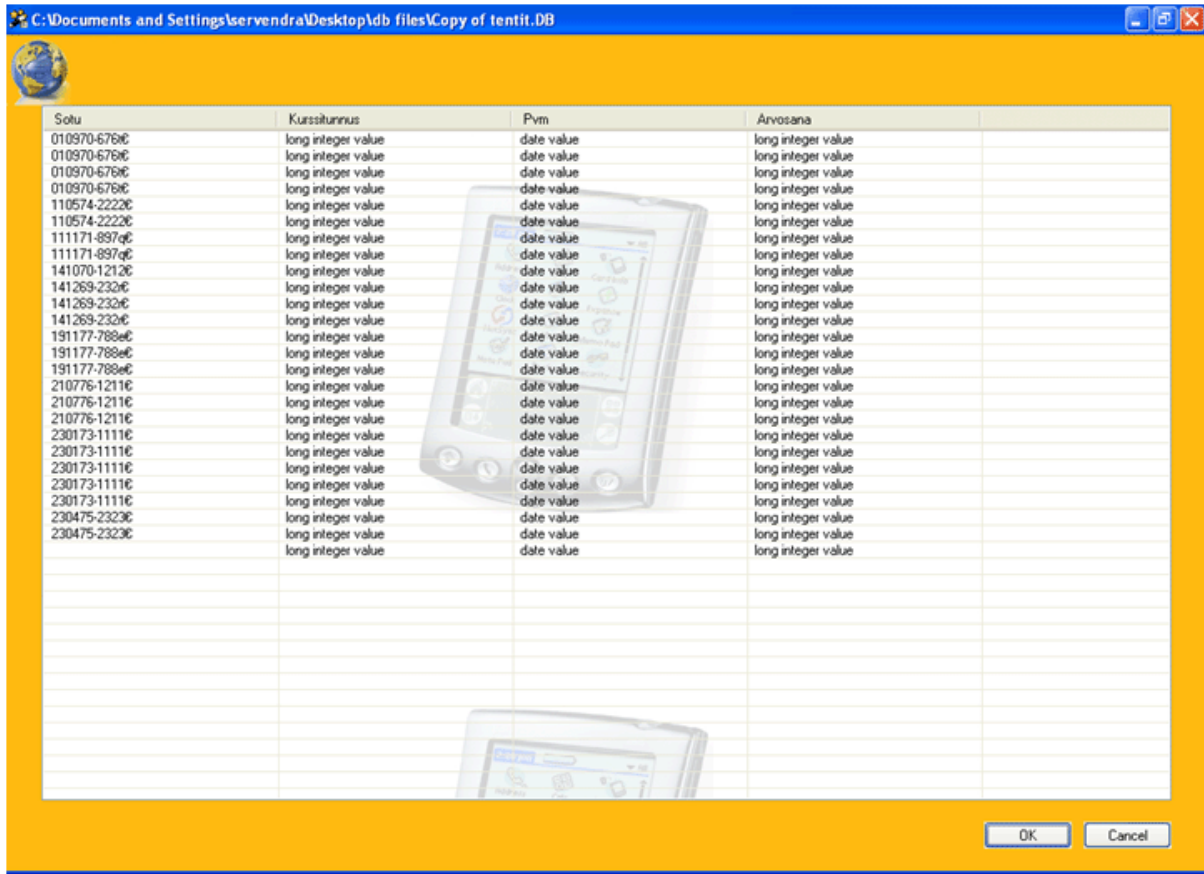 C:\Documents and Settings\servendra\Desktop\db files\Copy of tentit.DB
Sotu Kurssitunnus Pvm Arvosana
010970-676t€ long integer value date value long integer value
010970-676t€ long integer value date value long integer value
010970-676t€ long integer value date value long integer value
010970-676t€ long integer value date value long integer value
110574-2222€ long integer value date value long integer value
110574-2222€ long integer value date value long integer value
111171-897q€ long integer value date value long integer value
111171-897q€ long integer value date value long integer value
141070-1212€ long integer value date value long integer value
141269-232r€ long integer value date value long integer value
141269-232r€ long integer value date value long integer value
141269-232r€ long integer value date value long integer value
191177-788e€ long integer value date value long integer value
191177-788e€ long integer value date value long integer value
191177-788e€ long integer value date value long integer value
210776-1211€ long integer value date value long integer value
210776-1211€ long integer value date value long integer value
210776-1211€ long integer value date value long integer value
230173-1111€ long integer value date value long integer value
230173-1111€ long integer value date value long integer value
230173-1111€ long integer value date value long integer value
230173-1111€ long integer value date value long integer value
230173-1111€ long integer value date value long integer value
230475-2323€ long integer value date value long integer value
230475-2323€ long integer value date value long integer value
long integer value date value long integer value
OK Cancel